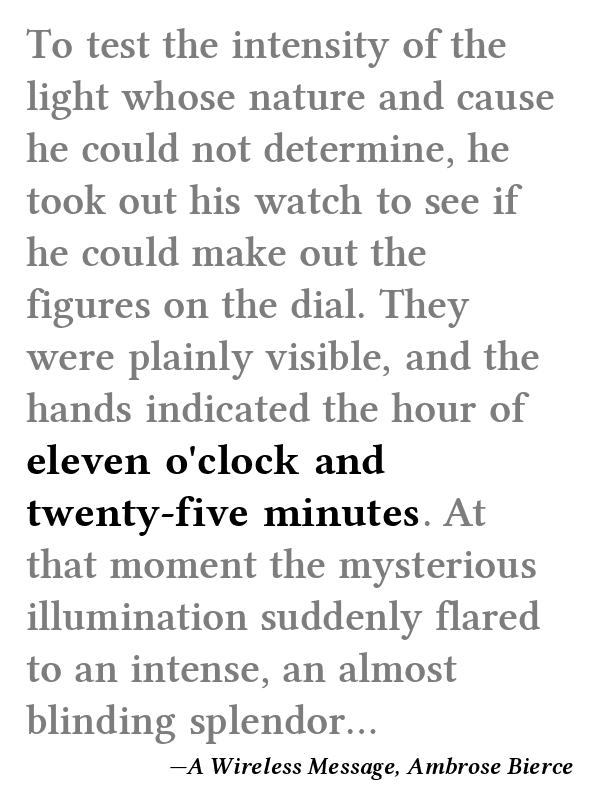 To test the intensity of the
light whose nature and cause
he could not determine, he
took out his watch to see if
he could make out the
figures on the dial. They
were plainly visible, and the
hands indicated the hour of
eleven o'clock and
twenty-five minutes. At
that moment the mysterious
illumination suddenly flared
to an intense, an almost
blinding splendor...
—A Wireless Message, Ambrose Bierce